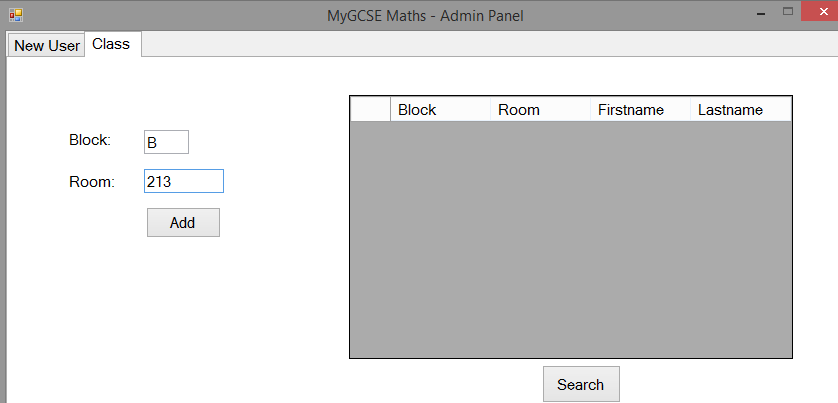 MyGCSE Maths - Admin Panel
New User Class
Block: B
Room: 213
Add
Block Room Firstname Lastname
Search